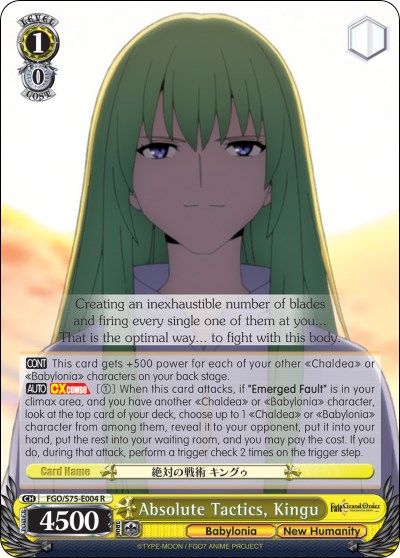 LEVEL
1
0
COST
Creating an inexhaustible number of blades
and firing every single one of them at you...
That is the optimal way... to fight with this body.
CONT This card gets +500 power for each of your other «Chaldea» or
«Babylonia» characters on your back stage.
AUTO CXCOMBO [(1)] When this card attacks, if "Emerged Fault" is in your
climax area, and you have another «Chaldea» or «Babylonia» character,
look at the top card of your deck, choose up to 1 «Chaldea» or «Babylonia»
character from among them, reveal it to your opponent, put it into your
hand, put the rest into your waiting room, and you may pay the cost. If you
do, during that attack, perform a trigger check 2 times on the trigger step.
Card Name 絶対の戦術 キングゥ
CH FGO/S75-E004 R
POWER 4500 Absolute Tactics, Kingu Fate/Grand Order
Babylonia New Humanity
©TYPE-MOON / FGO7 ANIME PROJECT